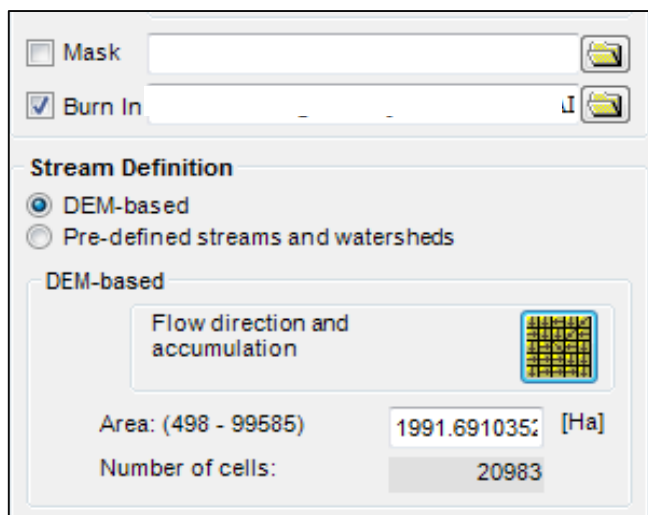 Mask
Burn In
Stream Definition
DEM-based
Pre-defined streams and watersheds
DEM-based
Flow direction and
accumulation
Area: (498 - 99585) 1991.6910352 [Ha]
Number of cells: 20983